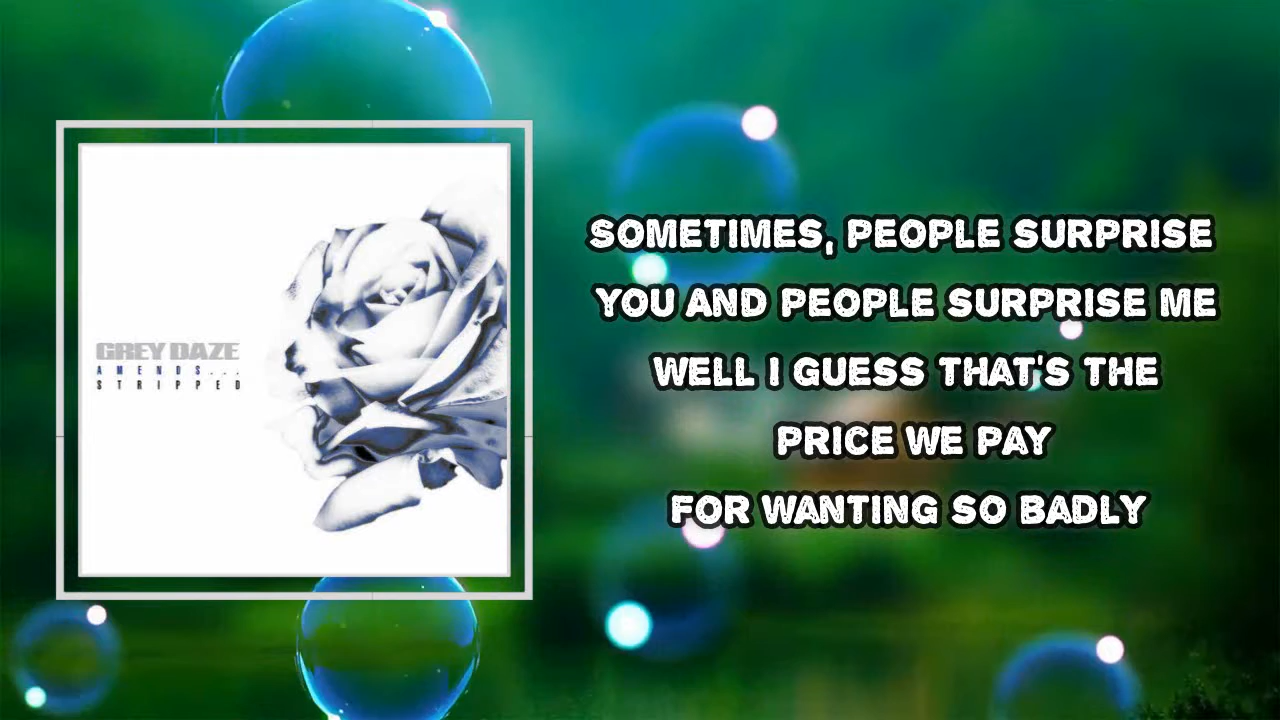 GREY DAZE
AMENDS...
STRIPPED
SOMETIMES, PEOPLE SURPRISE
YOU AND PEOPLE SURPRISE ME
WELL I GUESS THAT'S THE
PRICE WE PAY
FOR WANTING SO BADLY